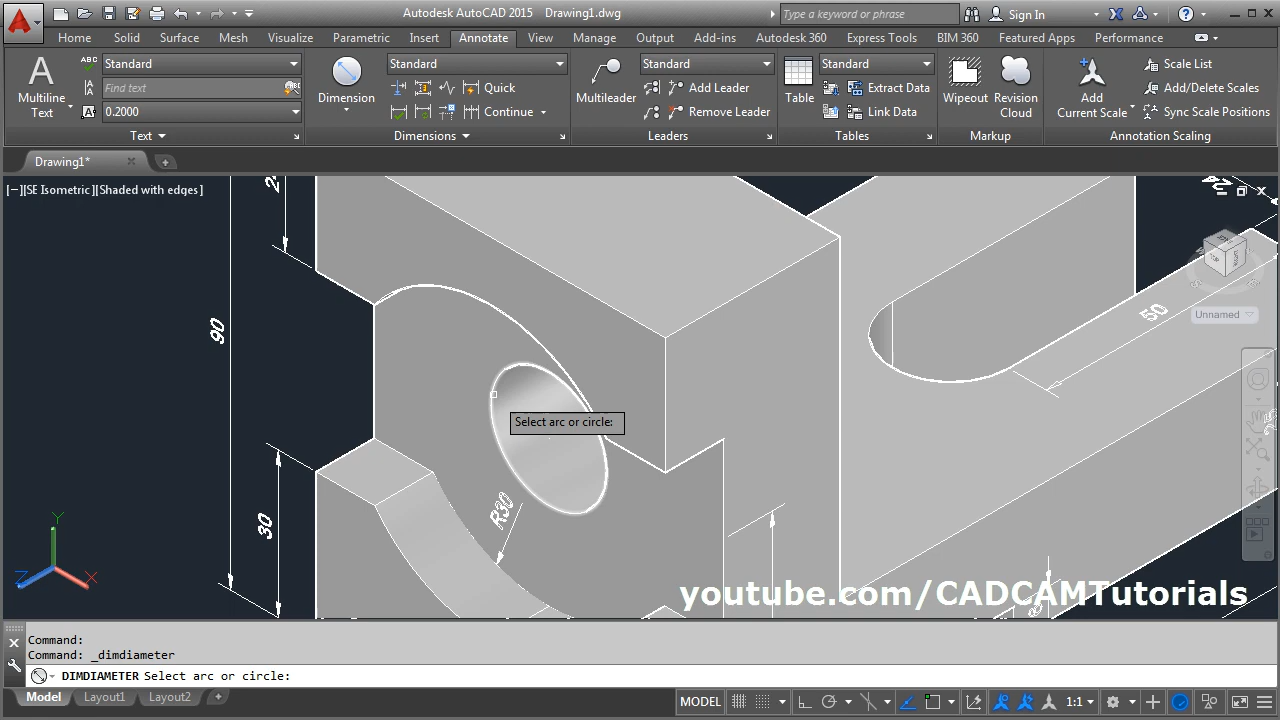 Autodesk AutoCAD 2015 Drawing1.dwg
Type a keyword or phrase
Sign In
Home Solid Surface Mesh Visualize Parametric Insert Annotate View Manage Output Add-ins Autodesk 360 Express Tools BIM 360 Featured Apps Performance
ABC Standard
Standard
Standard
Standard
Scale List
A
Multiline
Text
Find text
0.2000
Dimension
Quick
Continue
Multileader
Add Leader
Remove Leader
Table
Extract Data
Link Data
Wipeout
Revision
Cloud
Add
Current Scale
Add/Delete Scales
Sync Scale Positions
Text Dimensions Leaders Tables Markup Annotation Scaling
Drawing1*
[−][SE Isometric][Shaded with edges]
24
TOP
Unnamed
50
90
Select arc or circle:
R30
30
Y
Z X
youtube.com/CADCAMTutorials
Command:
Command: _dimdiameter
DIMDIAMETER Select arc or circle:
Model Layout1 Layout2 +
MODEL 1:1